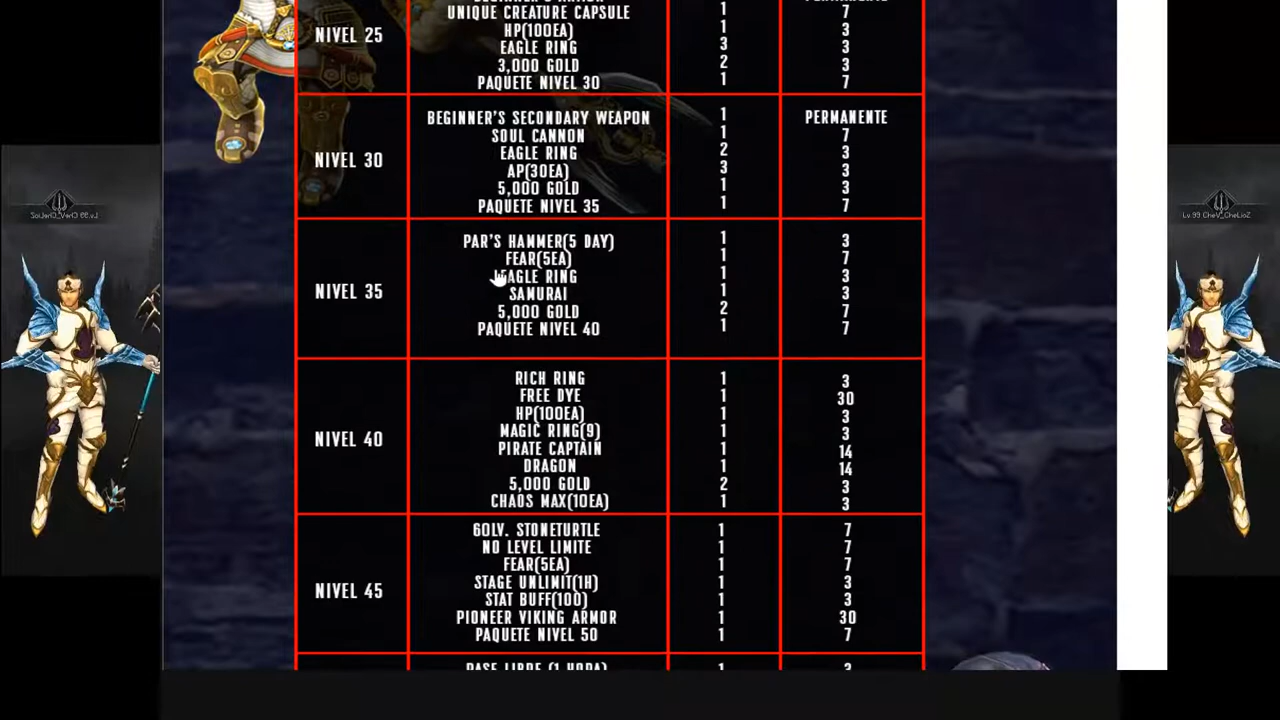 UNIQUE CREATURE CAPSULE 1 7
NIVEL 25
HP(100EA) 1 3
EAGLE RING 3 3
3,000 GOLD 2 3
PAQUETE NIVEL 30 1 7
BEGINNER'S SECONDARY WEAPON 1 PERMANENTE
SOUL CANNON 1 7
NIVEL 30
EAGLE RING 2 3
AP(30EA) 3 3
5,000 GOLD 1 3
PAQUETE NIVEL 35 1 7
Lv.99 CheV_CheLioZ
PAR'S HAMMER(5 DAY) 1 3
FEAR(5EA) 1 7
EAGLE RING 1 3
NIVEL 35
SAMURAI 1 3
5,000 GOLD 2 7
PAQUETE NIVEL 40 1 7
RICH RING 1 3
FREE DYE 1 30
HP(100EA) 1 3
MAGIC RING(9) 1 3
NIVEL 40
PIRATE CAPTAIN 1 14
DRAGON 1 14
5,000 GOLD 2 3
CHAOS MAX(10EA) 1 3
60LV. STONETURTLE 1 7
NO LEVEL LIMITE 1 7
FEAR(5EA) 1 7
STAGE UNLIMIT(1H) 1 3
NIVEL 45
STAT BUFF(100) 1 3
PIONEER VIKING ARMOR 1 30
PAQUETE NIVEL 50 1 7